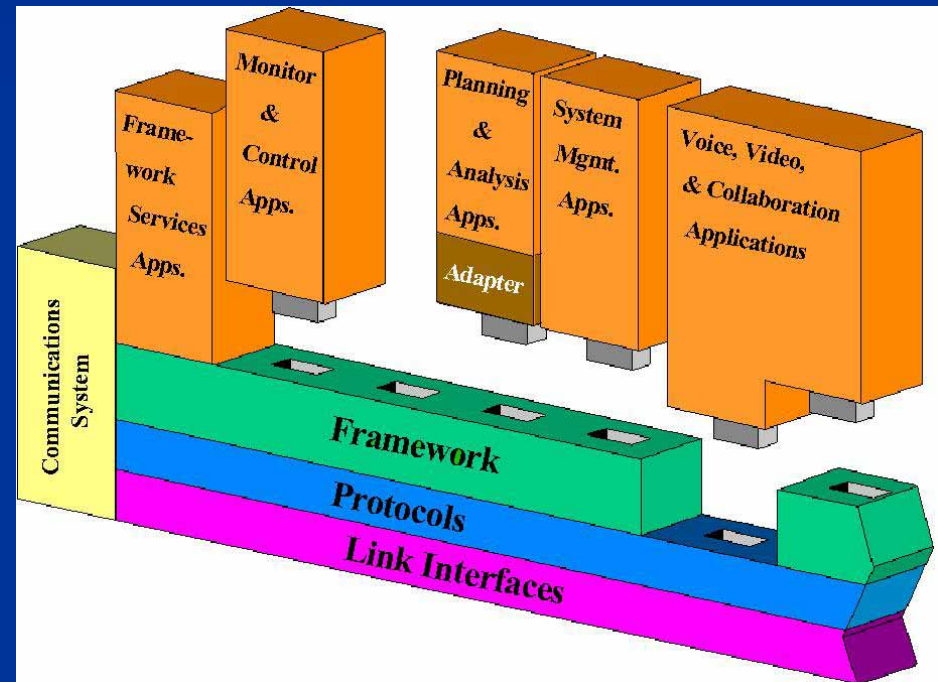 Frame-
work
Services
Apps.
Monitor
&
Control
Apps.
Planning
&
Analysis
Apps.
Adapter
System
Mgmt.
Apps.
Voice, Video,
& Collaboration
Applications
Communications
System
Framework
Protocols
Link Interfaces